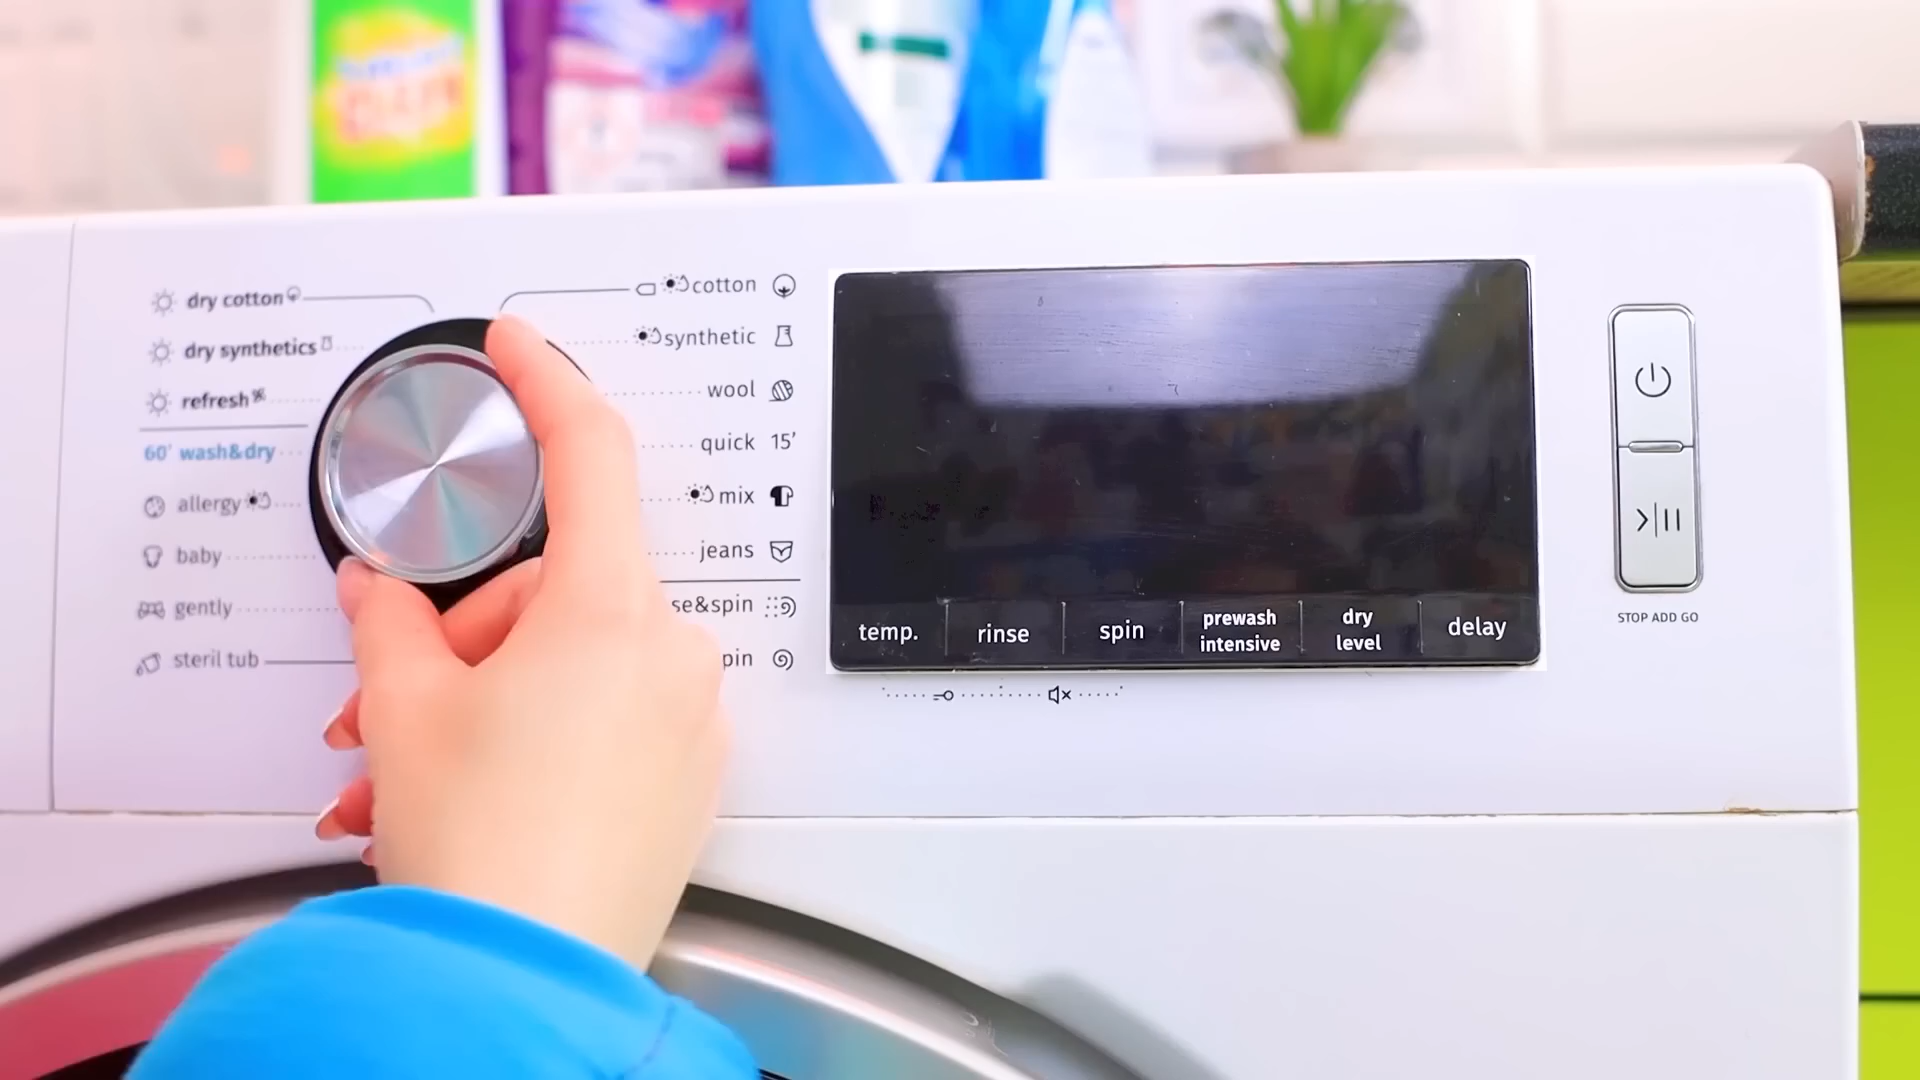 dry cotton
dry synthetics
refresh
60' wash&dry
allergy
baby
gently
steril tub
cotton
synthetic
wool
quick 15'
mix
jeans
se&spin
pin
temp.
rinse
spin
prewash
intensive
dry
level
delay
STOP ADD GO